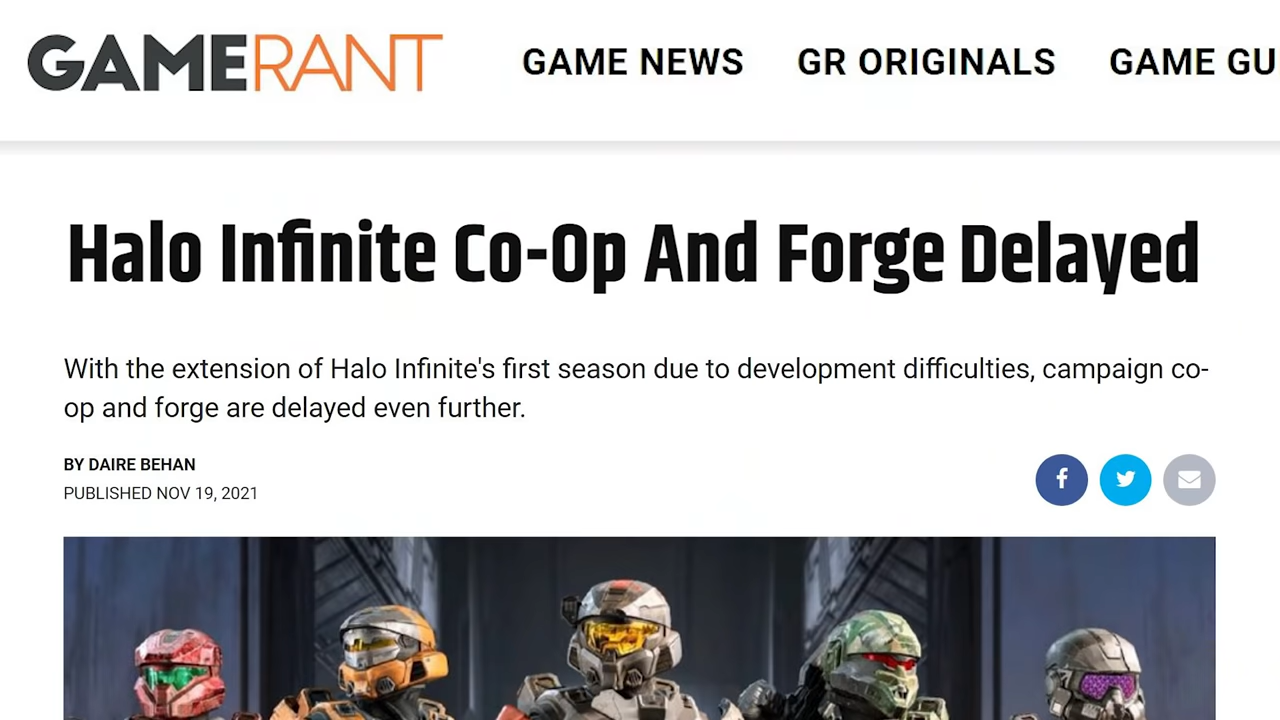 GAMERANT GAME NEWS GR ORIGINALS GAME GU
Halo Infinite Co-Op And Forge Delayed
With the extension of Halo Infinite's first season due to development difficulties, campaign co-
op and forge are delayed even further.
BY DAIRE BEHAN
PUBLISHED NOV 19, 2021
f